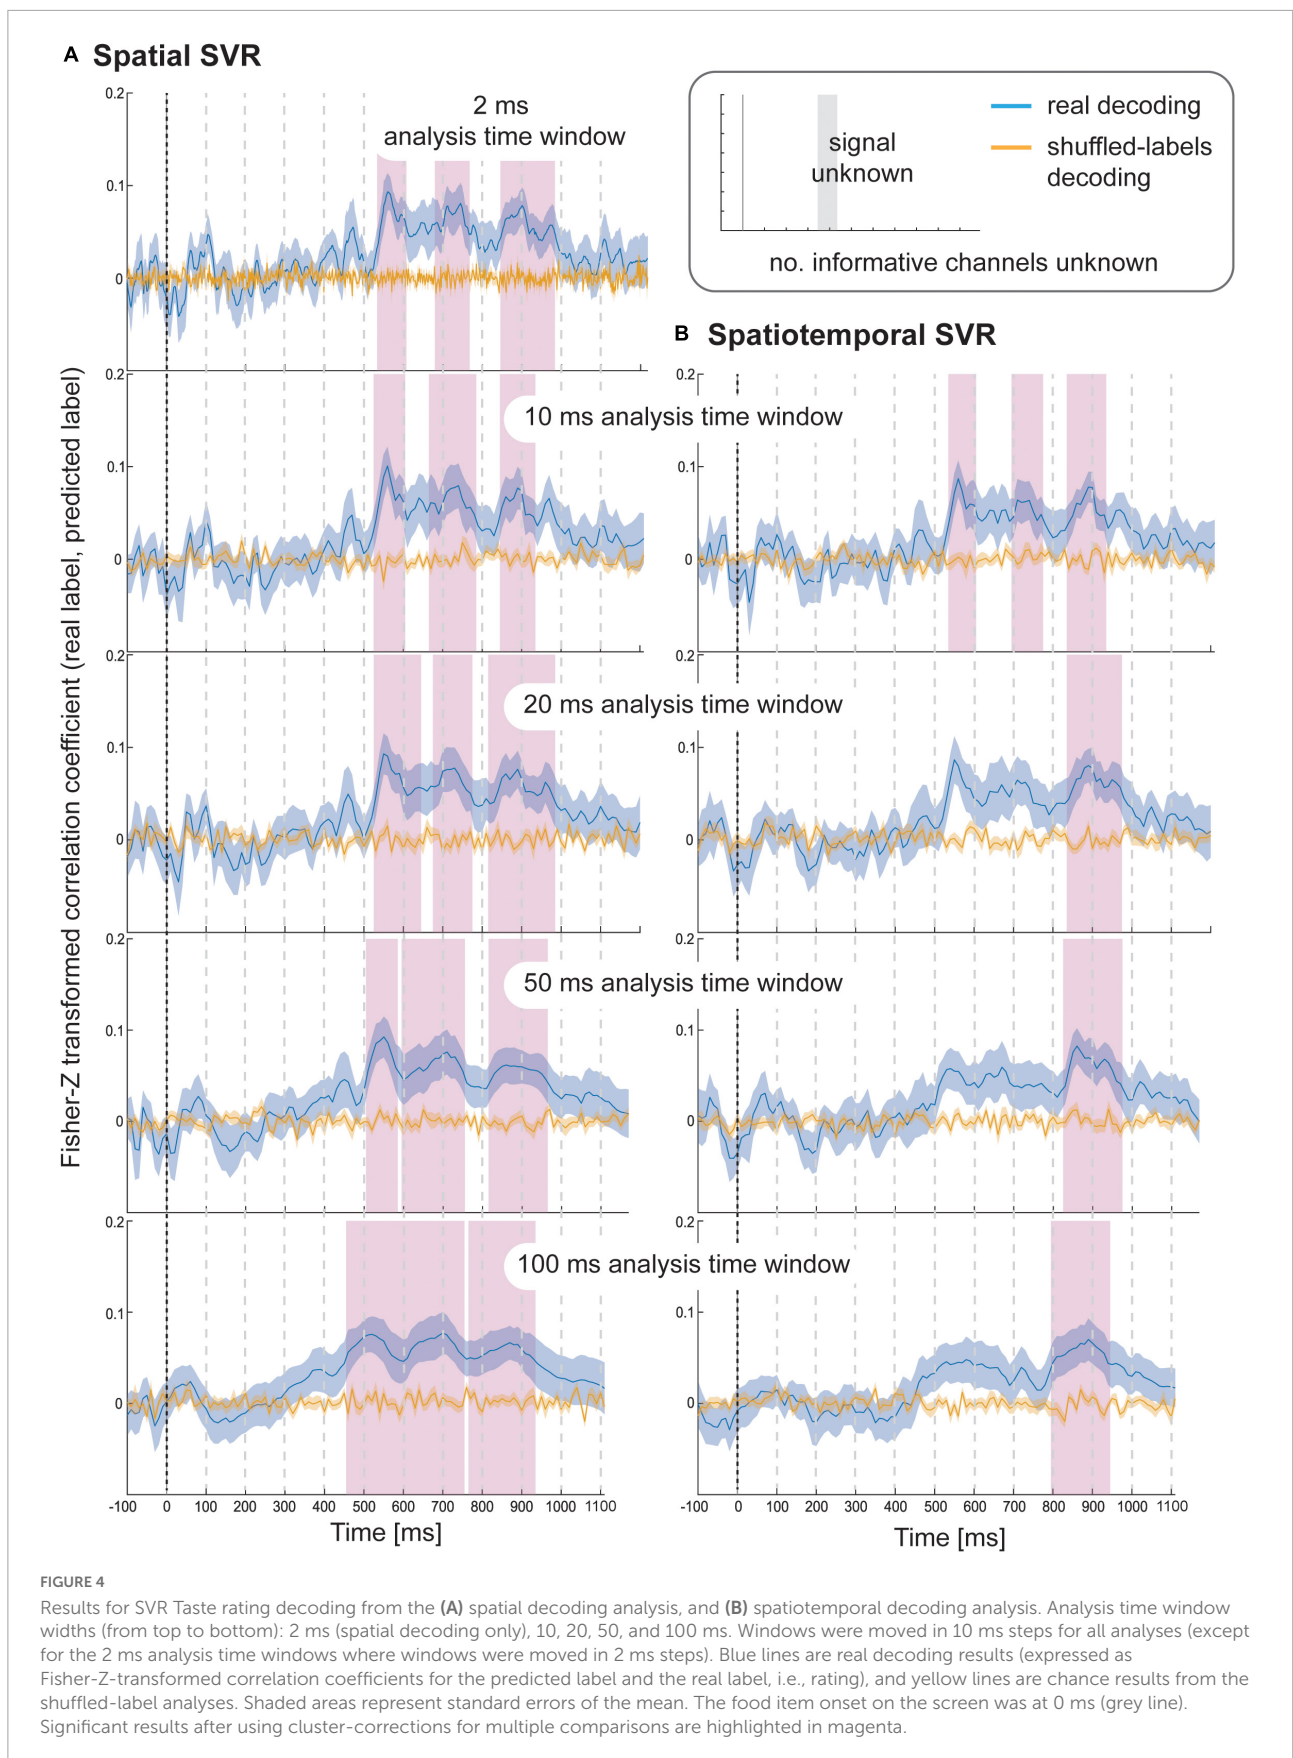 A Spatial SVR
2 ms
analysis time window
signal
unknown
real decoding
shuffled-labels
decoding
no. informative channels unknown
B Spatiotemporal SVR
Fisher-Z transformed correlation coefficient (real label, predicted label)
0.2
0.1
0
0.2
0.1
0
10 ms analysis time window
0.2
0.1
0
0.2
0.1
0
20 ms analysis time window
0.2
0.1
0
0.2
0.1
0
50 ms analysis time window
0.2
0.1
0
0.2
0.1
0
100 ms analysis time window
0.2
0.1
0
-100 0 100 200 300 400 500 600 700 800 900 1000 1100
Time [ms]
0.2
0.1
0
-100 0 100 200 300 400 500 600 700 800 900 1000 1100
Time [ms]
FIGURE 4
Results for SVR Taste rating decoding from the (A) spatial decoding analysis, and (B) spatiotemporal decoding analysis. Analysis time window
widths (from top to bottom): 2 ms (spatial decoding only), 10, 20, 50, and 100 ms. Windows were moved in 10 ms steps for all analyses (except
for the 2 ms analysis time windows where windows were moved in 2 ms steps). Blue lines are real decoding results (expressed as
Fisher-Z-transformed correlation coefficients for the predicted label and the real label, i.e., rating), and yellow lines are chance results from the
shuffled-label analyses. Shaded areas represent standard errors of the mean. The food item onset on the screen was at 0 ms (grey line).
Significant results after using cluster-corrections for multiple comparisons are highlighted in magenta.